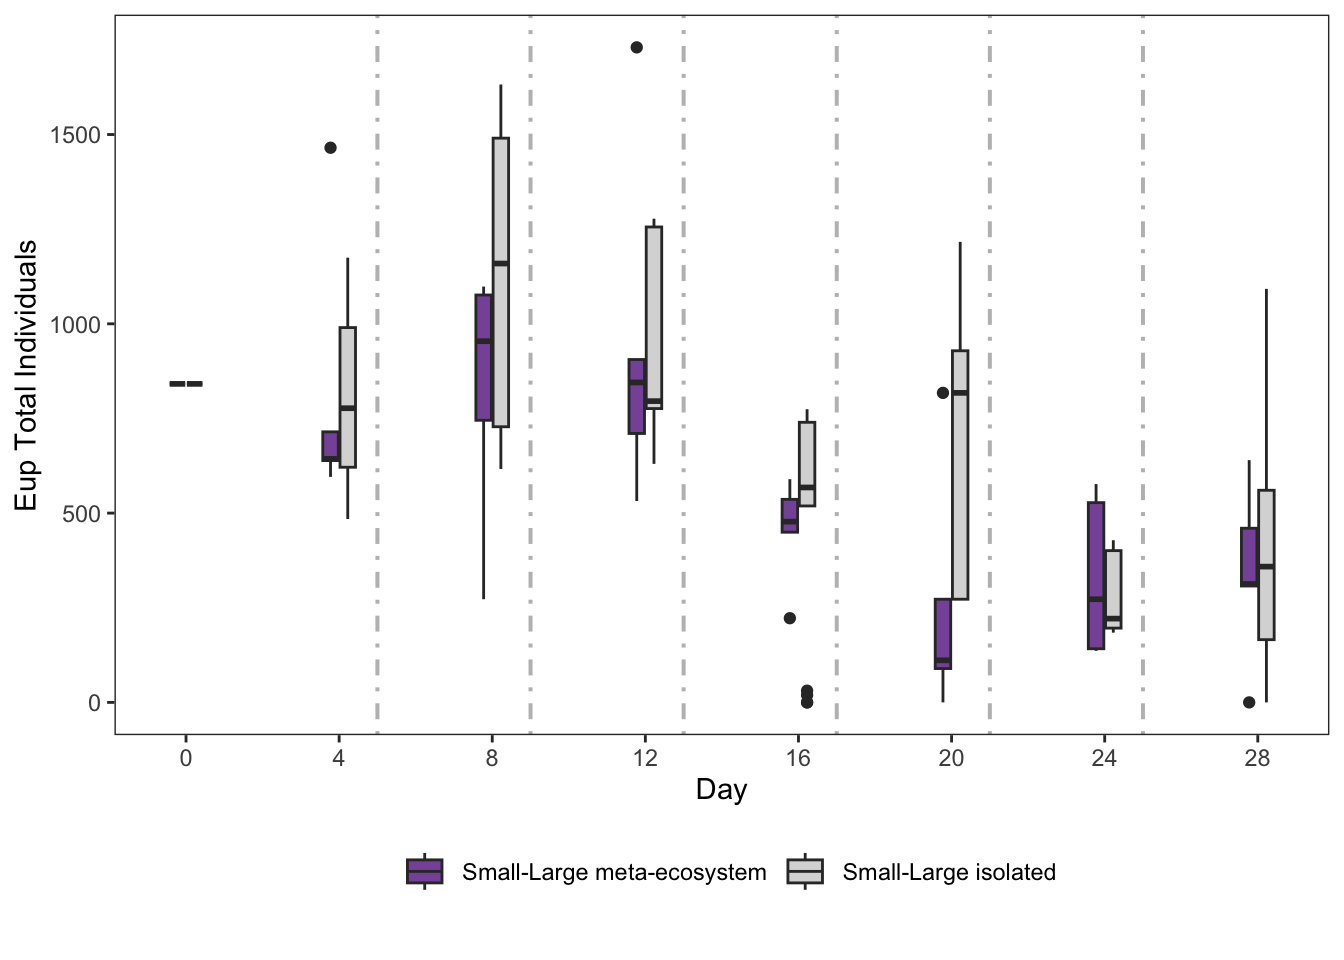 Eup Total Individuals
1500
1000
500
0
0 4 8 12 16 20 24 28
Day
Small-Large meta-ecosystem Small-Large isolated